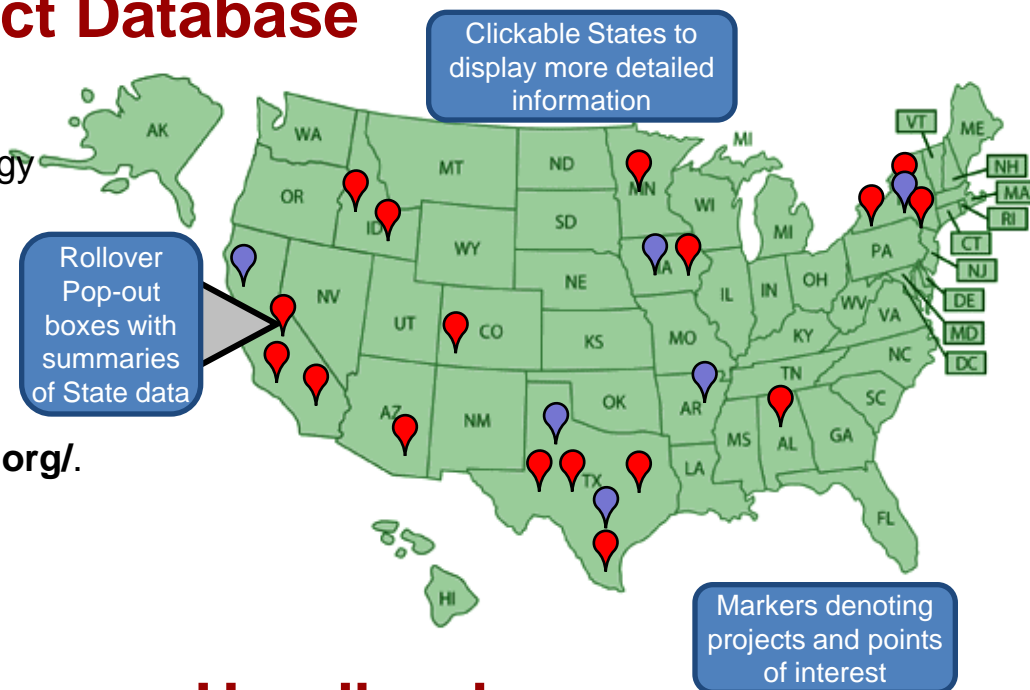 ct Database
Clickable States to
display more detailed
information
gy
Rollover
Pop-out
boxes with
summaries
of State data
org/.
AK
WA
MT
ND
MN
MI
VT
ME
NH
MA
RI
CT
NJ
DE
MD
DC
OR
ID
WY
SD
WI
MI
PA
NV
UT
CO
NE
IA
IL
IN
OH
WV
VA
KS
MO
KY
NC
TN
SC
AZ
NM
OK
AR
MS
AL
GA
TX
LA
FL
HI
Markers denoting
projects and points
of interest